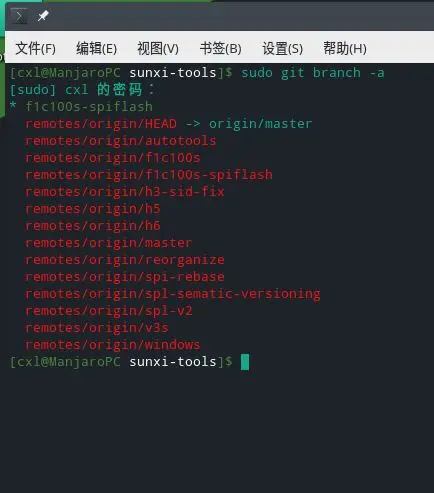 文件(F) 编辑(E) 视图(V) 书签(B) 设置(S) 帮助(H)
[cxl@ManjaroPC sunxi-tools]$ sudo git branch -a
[sudo] cxl 的密码：
* f1c100s-spiflash
remotes/origin/HEAD -> origin/master
remotes/origin/autotools
remotes/origin/f1c100s
remotes/origin/f1c100s-spiflash
remotes/origin/h3-sid-fix
remotes/origin/h5
remotes/origin/h6
remotes/origin/master
remotes/origin/reorganize
remotes/origin/spi-rebase
remotes/origin/spl-sematic-versioning
remotes/origin/spl-v2
remotes/origin/v3s
remotes/origin/windows
[cxl@ManjaroPC sunxi-tools]$